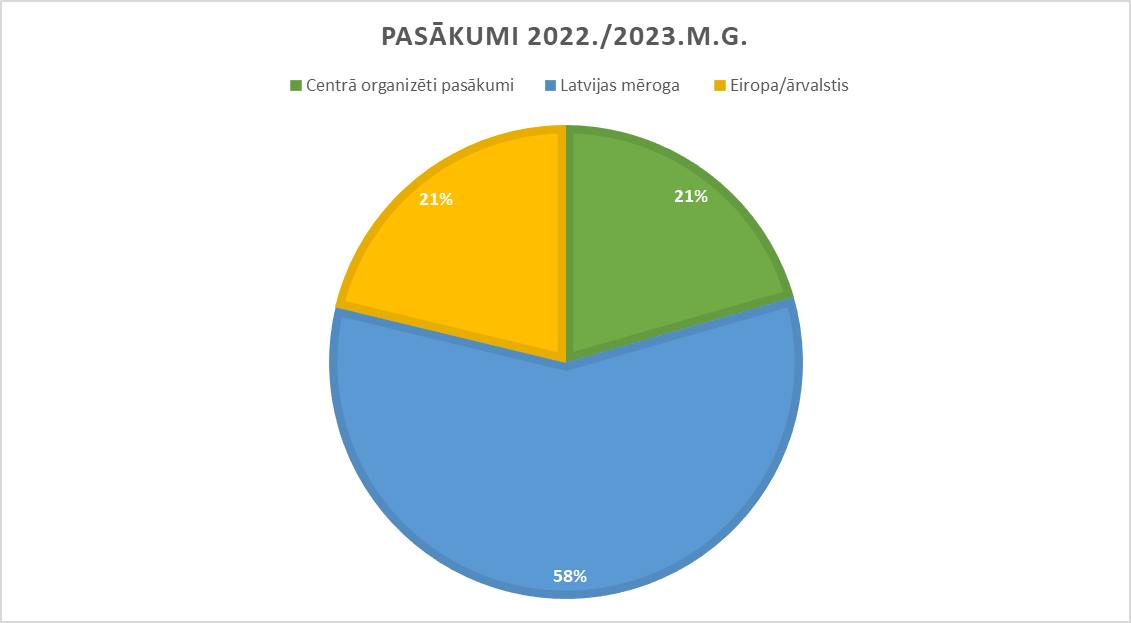 PASĀKUMI 2022./2023.M.G.
Centrā organizēti pasākumi Latvijas mēroga Eiropa/ārvalstis
21% 21%
58%